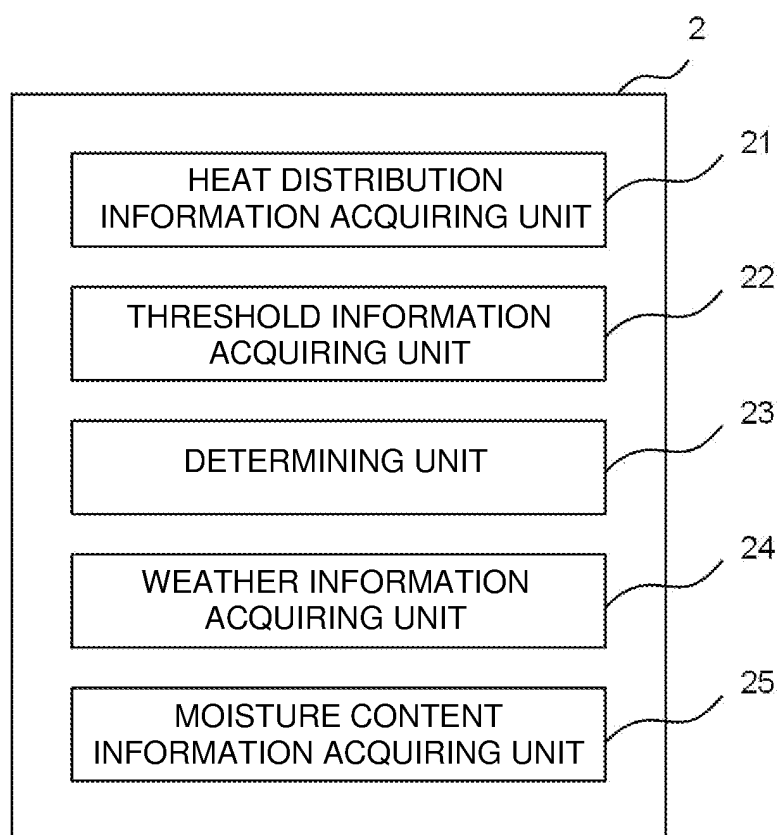 2
HEAT DISTRIBUTION
INFORMATION ACQUIRING UNIT
21
THRESHOLD INFORMATION
ACQUIRING UNIT
22
DETERMINING UNIT
23
WEATHER INFORMATION
ACQUIRING UNIT
24
MOISTURE CONTENT
INFORMATION ACQUIRING UNIT
25